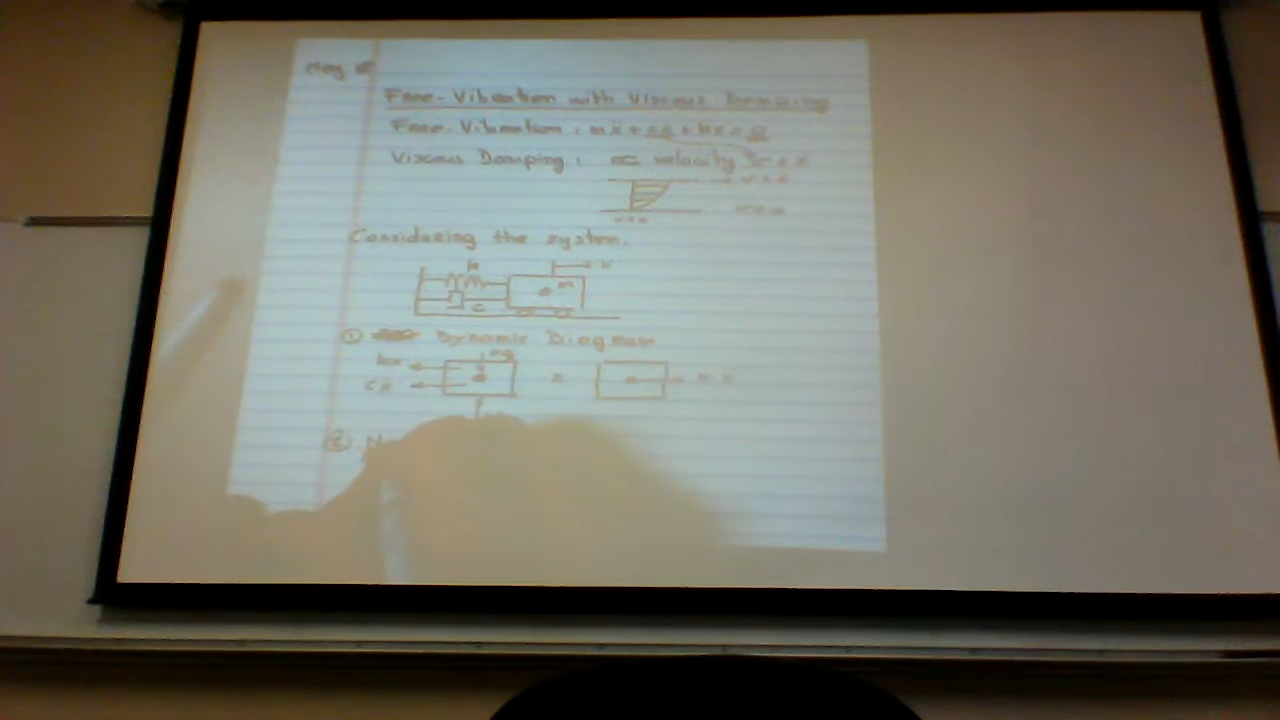 May
Free-Vibration with Viscous Damping
Free-Vibration : mẍ + cẋ + kx = 0
Viscous Damping : ∝ velocity
Considering the system.
k
x
m
c
① Dynamic Diagram
kx
mg
cẋ
=
②